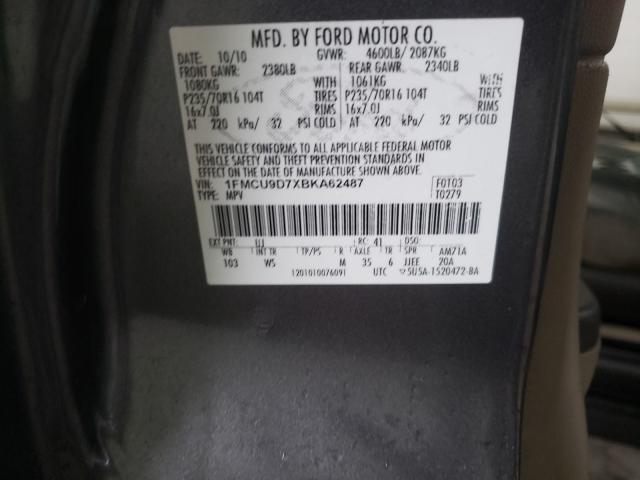 MFD. BY FORD MOTOR CO.
DATE: 10/10 GVWR: 4600LB/ 2087KG
FRONT GAWR: 2380LB REAR GAWR: 2340LB
1080KG WITH 1061KG WITH
P235/70R16 104T TIRES P235/70R16 104T TIRES
16x7.0J RIMS 16x7.0J RIMS
AT 220 kPa/ 32 PSI COLD AT 220 kPa/ 32 PSI COLD
THIS VEHICLE CONFORMS TO ALL APPLICABLE FEDERAL MOTOR
VEHICLE SAFETY AND THEFT PREVENTION STANDARDS IN
EFFECT ON THE DATE OF MANUFACTURE SHOWN ABOVE.
VIN: 1FMCU9D7XBKA62487 F0T03
TYPE: MPV T0279
EXT PNT: UJ RC: 41 DSO:
WB INT TR TP/PS R AXLE TR SPR AM71A
103 WS M 35 6 JJEE 20A
1201010076091 UTC 5U5A-1520472-BA